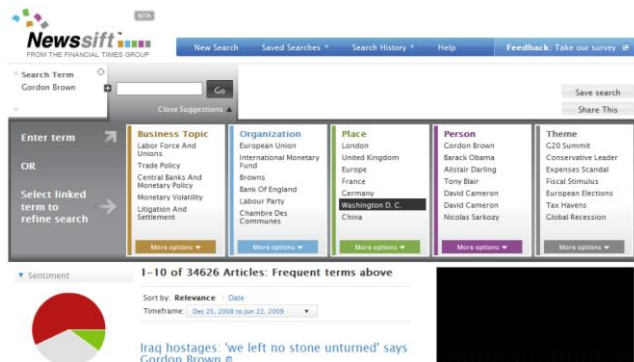 BETA
Newssift
FROM THE FINANCIAL TIMES GROUP
New Search
Saved Searches
Search History
Help
Feedback: Take our survey
Search Term
Gordon Brown
Go
Close Suggestions
Save search
Share This
Enter term
OR
Select linked
term to
refine search
Business Topic
Labor Force And
Unions
Trade Policy
Central Banks And
Monetary Policy
Monetary Volatility
Litigation And
Settlement
More options
Organization
European Union
International Monetary
Fund
Browns
Bank Of England
Labour Party
Chambre Des
Communes
More options
Place
London
United Kingdom
Europe
France
Germany
Washington D. C.
China
More options
Person
Gordon Brown
Barack Obama
Alistair Darling
Tony Blair
David Cameron
David Cameron
Nicolas Sarkozy
More options
Theme
G20 Summit
Conservative Leader
Expenses Scandal
Fiscal Stimulus
European Elections
Tax Havens
Global Recession
More options
Sentiment
1-10 of 34626 Articles: Frequent terms above
Sort by: Relevance | Date
Timeframe: Dec 25, 2008 to Jun 22, 2009
Iraq hostages: 'we left no stone unturned' says
Gordon Brown